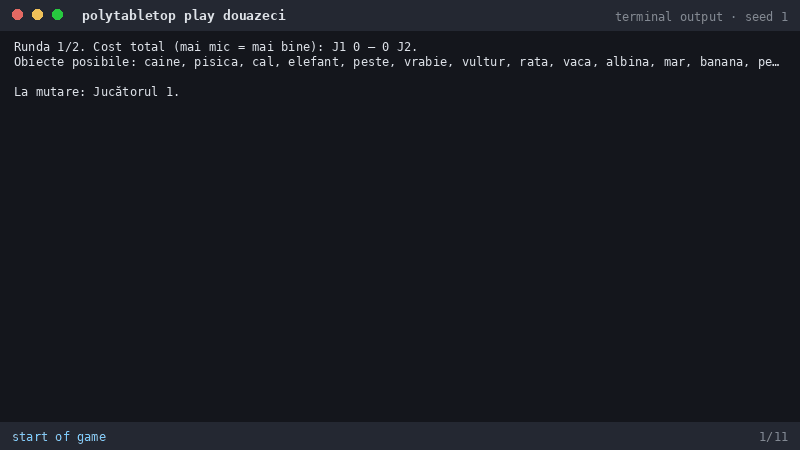 polytabletop play douazeci
terminal output · seed 1
Runda 1/2. Cost total (mai mic = mai bine): J1 0 – 0 J2.
Obiecte posibile: caine, pisica, cal, elefant, peste, vrabie, vultur, rata, vaca, albina, mar, banana, pe…
La mutare: Jucătorul 1.
start of game
1/11